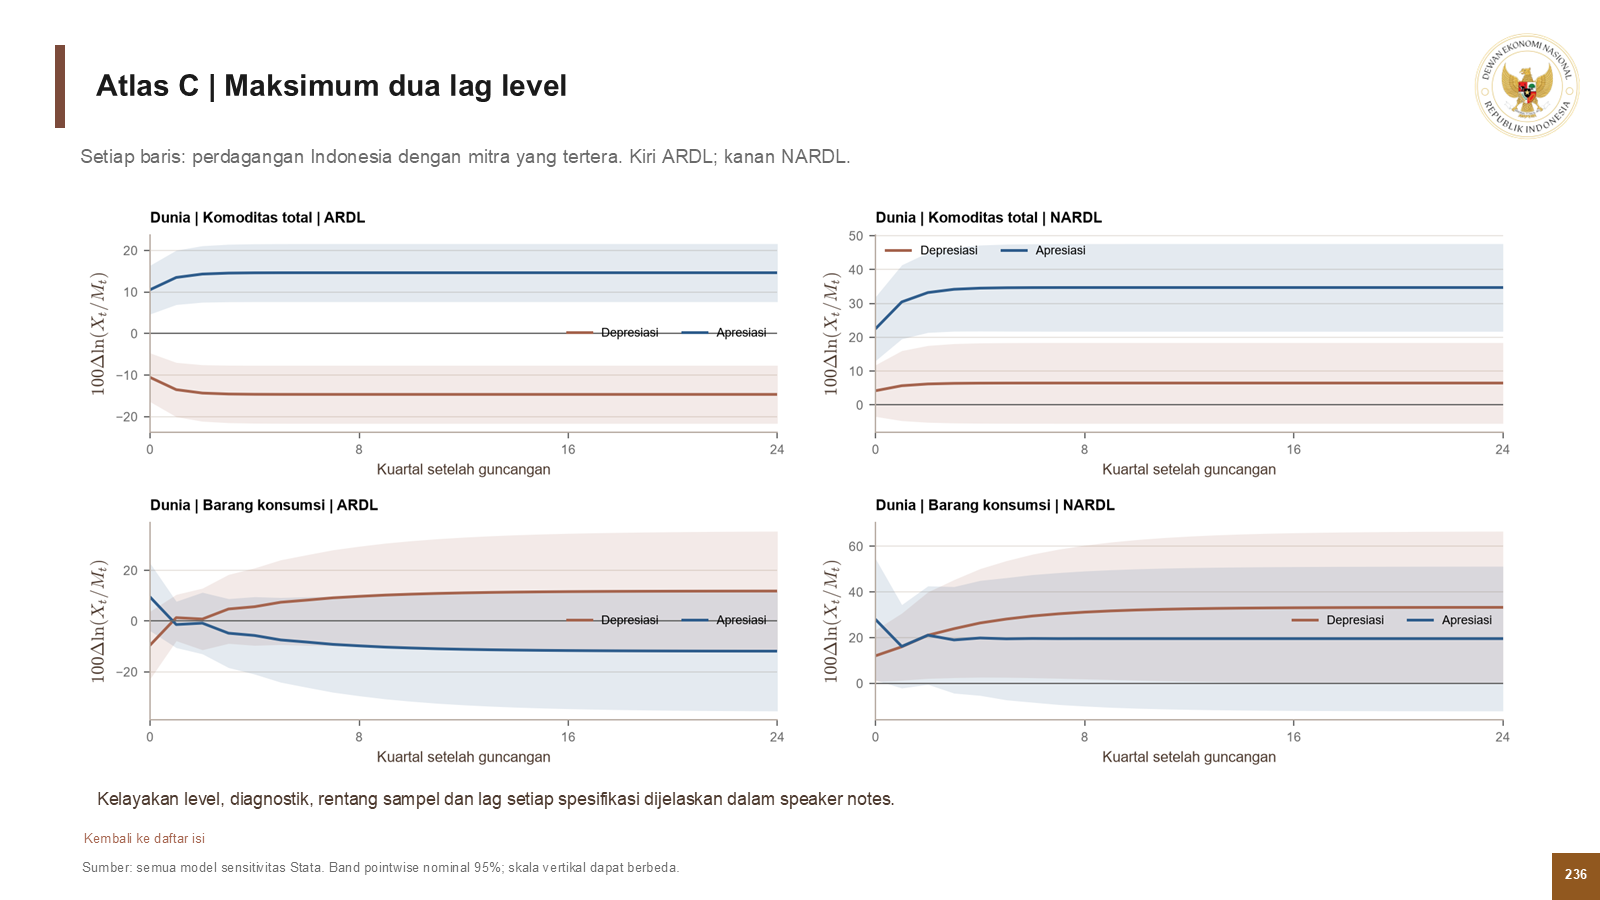 Atlas C | Maksimum dua lag level
DEWAN EKONOMI NASIONAL
REPUBLIK INDONESIA
Setiap baris: perdagangan Indonesia dengan mitra yang tertera. Kiri ARDL; kanan NARDL.
Dunia | Komoditas total | ARDL
100Δln(Xₜ/Mₜ)
20
10
0
−10
−20
Depresiasi
Apresiasi
0
8
16
24
Kuartal setelah guncangan
Dunia | Komoditas total | NARDL
100Δln(Xₜ/Mₜ)
50
40
30
20
10
0
Depresiasi
Apresiasi
0
8
16
24
Kuartal setelah guncangan
Dunia | Barang konsumsi | ARDL
100Δln(Xₜ/Mₜ)
20
0
−20
Depresiasi
Apresiasi
0
8
16
24
Kuartal setelah guncangan
Dunia | Barang konsumsi | NARDL
100Δln(Xₜ/Mₜ)
60
40
20
0
Depresiasi
Apresiasi
0
8
16
24
Kuartal setelah guncangan
Kelayakan level, diagnostik, rentang sampel dan lag setiap spesifikasi dijelaskan dalam speaker notes.
Kembali ke daftar isi
Sumber: semua model sensitivitas Stata. Band pointwise nominal 95%; skala vertikal dapat berbeda.
236